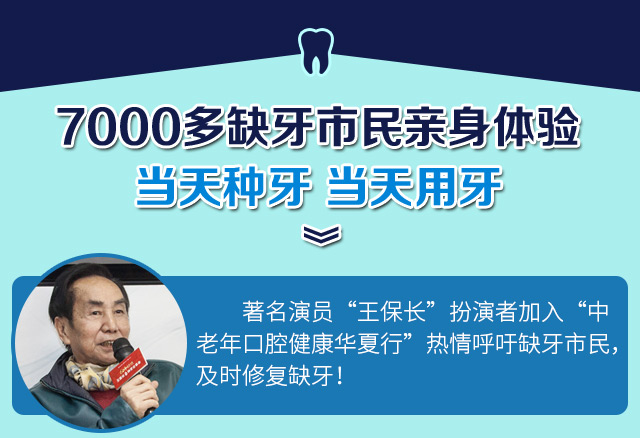 7000多缺牙市民亲身体验
当天种牙 当天用牙
著名演员“王保长”扮演者加入“中
老年口腔健康华夏行”热情呼吁缺牙市民，
及时修复缺牙！